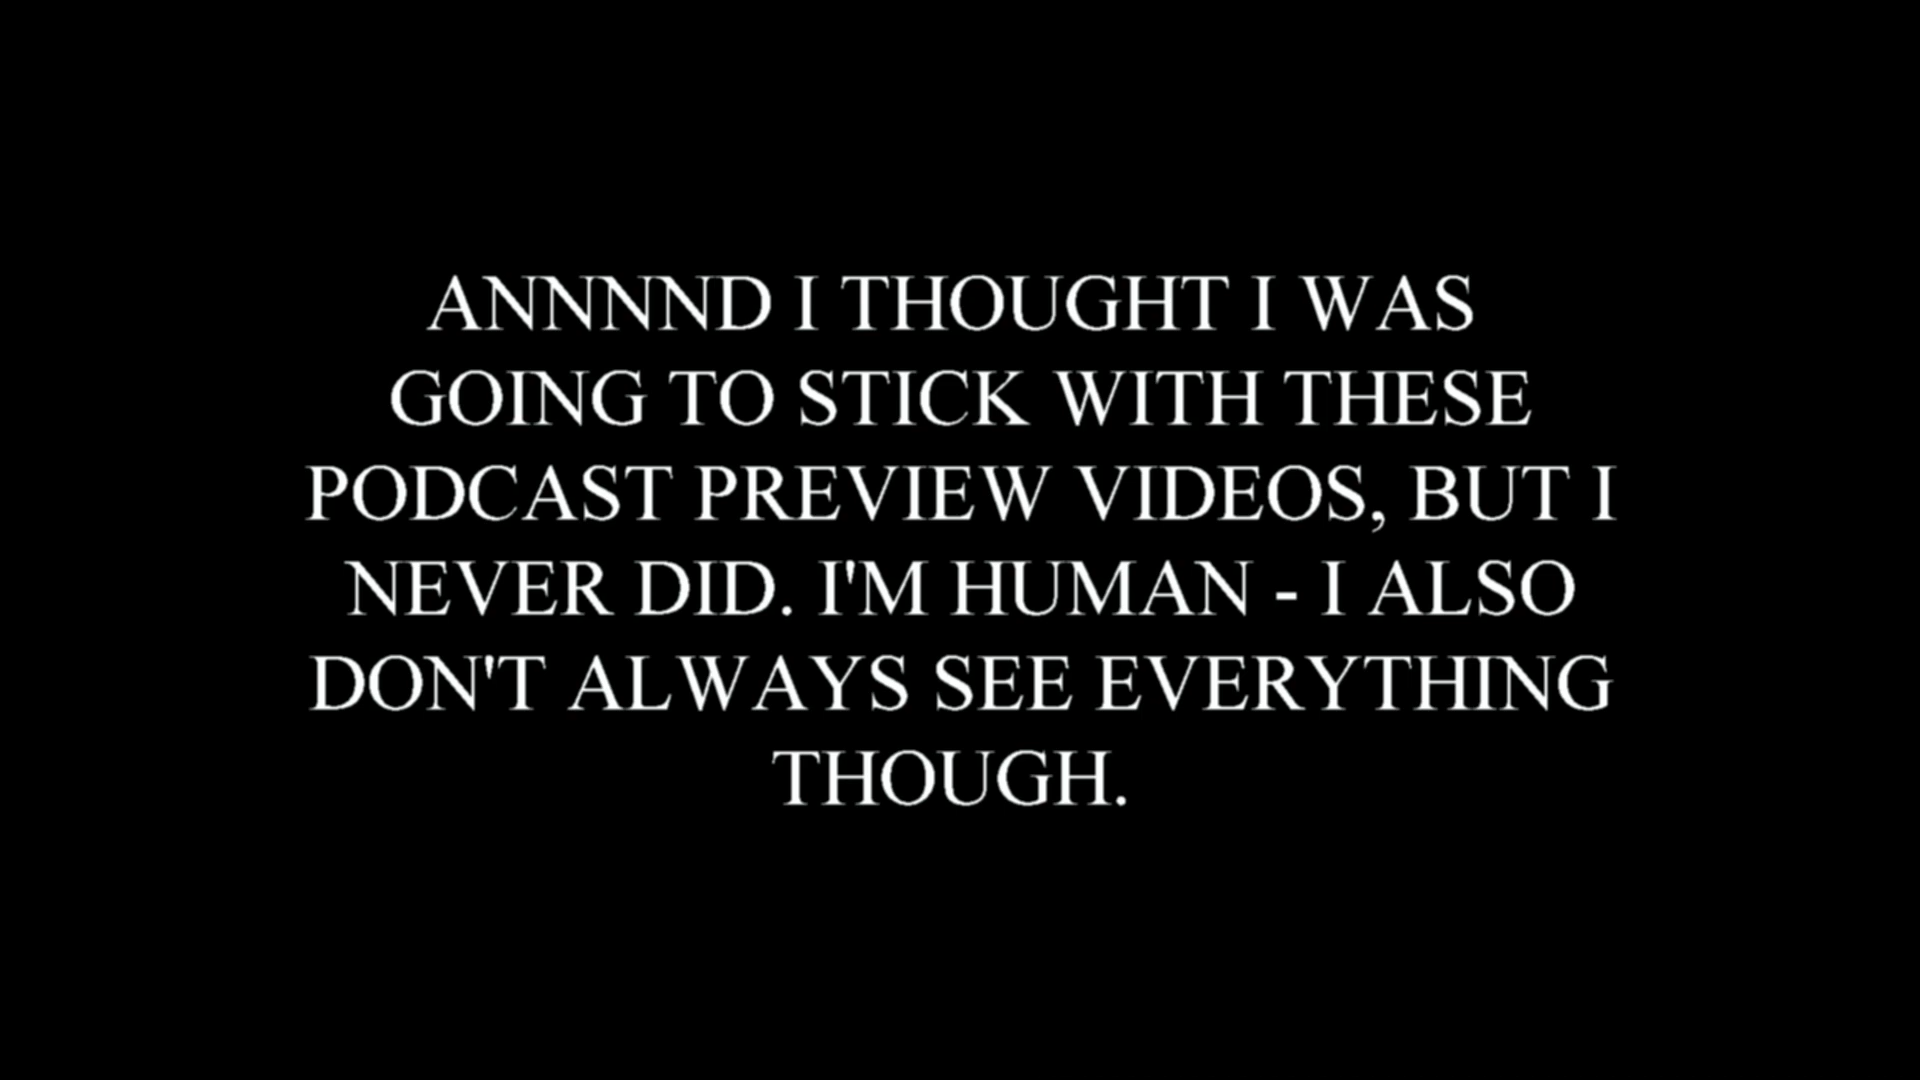 ANNNND I THOUGHT I WAS
GOING TO STICK WITH THESE
PODCAST PREVIEW VIDEOS, BUT I
NEVER DID. I'M HUMAN - I ALSO
DON'T ALWAYS SEE EVERYTHING
THOUGH.